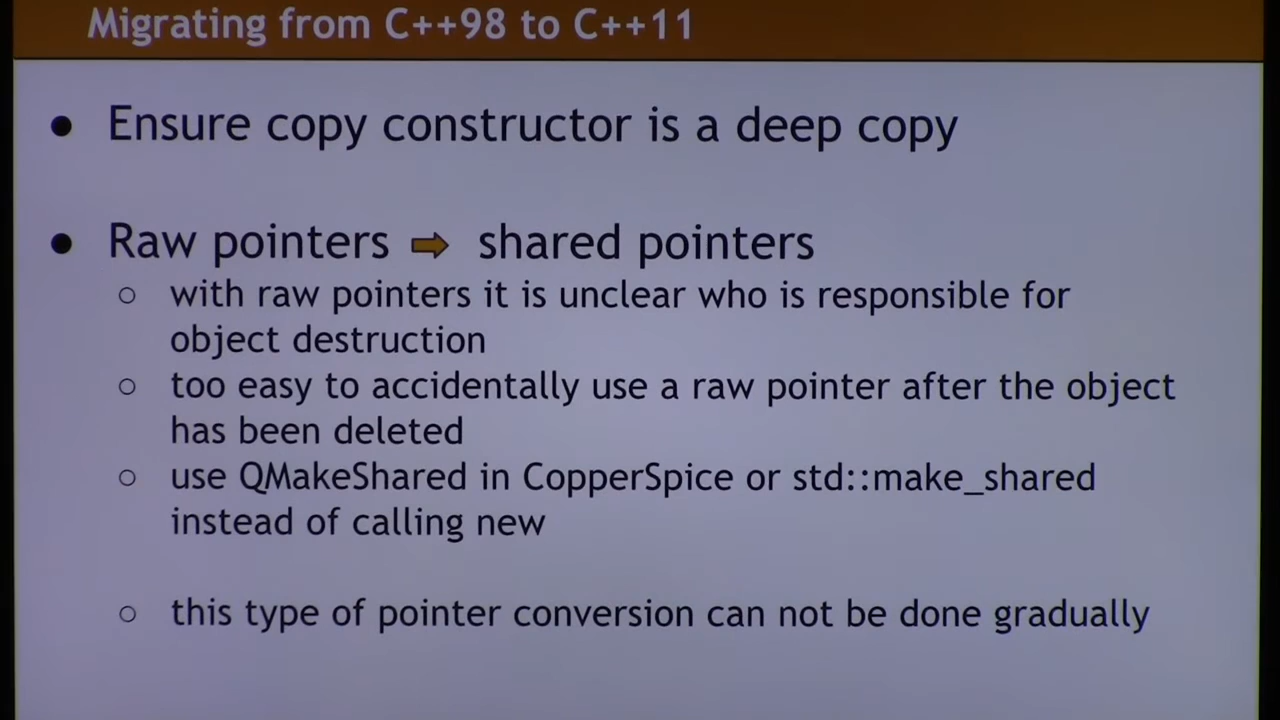 Migrating from C++98 to C++11
● Ensure copy constructor is a deep copy
● Raw pointers ➡ shared pointers
○ with raw pointers it is unclear who is responsible for
object destruction
○ too easy to accidentally use a raw pointer after the object
has been deleted
○ use QMakeShared in CopperSpice or std::make_shared
instead of calling new
○ this type of pointer conversion can not be done gradually